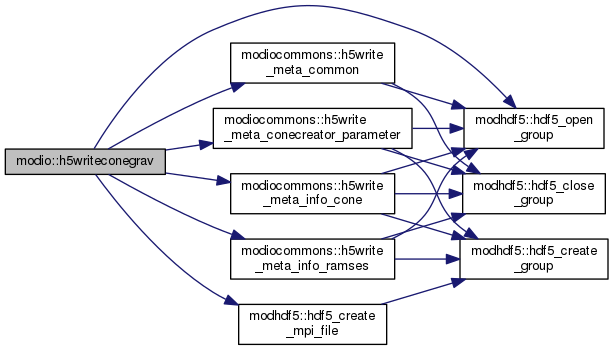 modio::h5writeconegrav
modiocommons::h5write
_meta_common
modiocommons::h5write
_meta_conecreator_parameter
modiocommons::h5write
_meta_info_cone
modiocommons::h5write
_meta_info_ramses
modhdf5::hdf5_create
_mpi_file
modhdf5::hdf5_open
_group
modhdf5::hdf5_close
_group
modhdf5::hdf5_create
_group